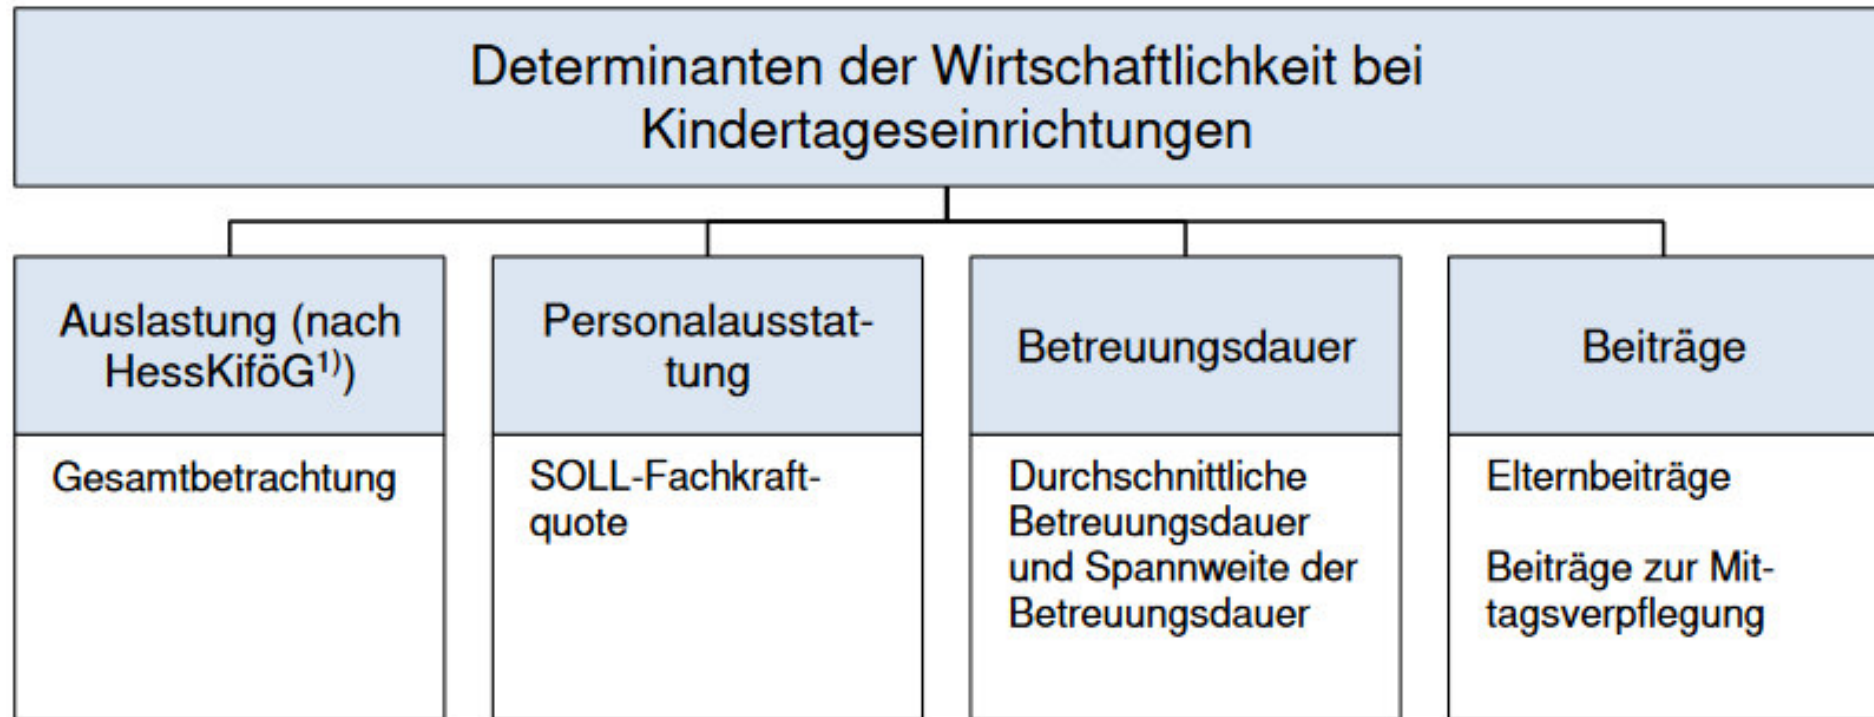 Determinanten der Wirtschaftlichkeit bei
Kindertageseinrichtungen
Auslastung (nach
HessKiföG¹⁾)
Gesamtbetrachtung
Personalausstat-
tung
SOLL-Fachkraft-
quote
Betreuungsdauer
Durchschnittliche
Betreuungsdauer
und Spannweite der
Betreuungsdauer
Beiträge
Elternbeiträge
Beiträge zur Mit-
tagsverpflegung